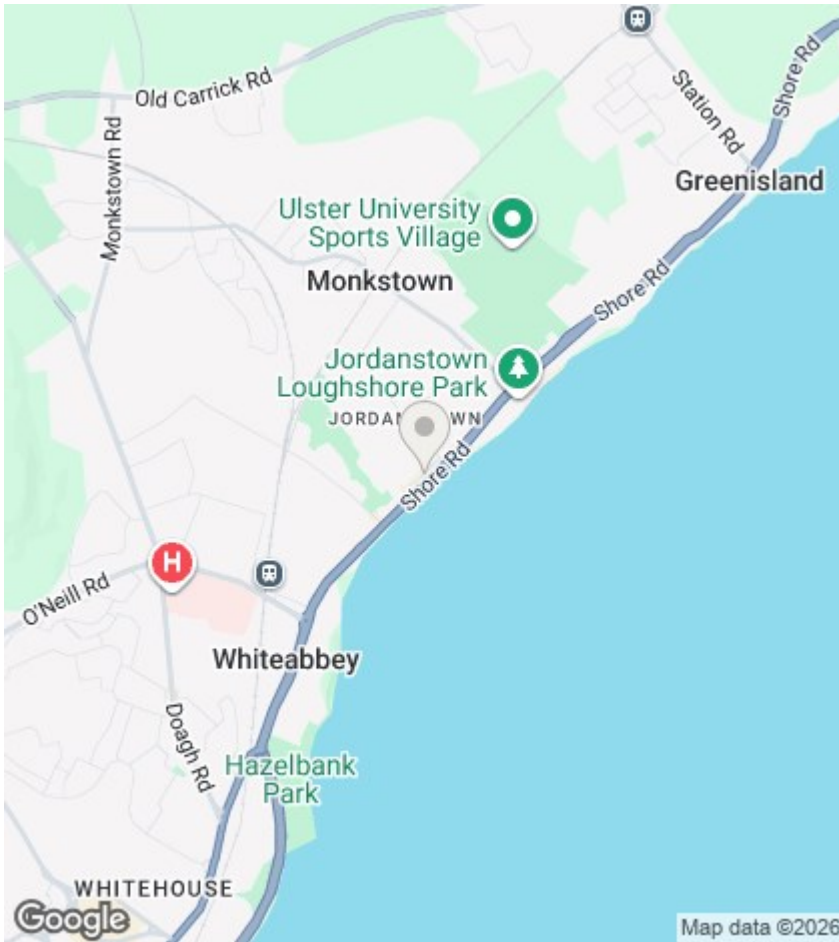 Old Carrick Rd
Monkstown Rd
Station Rd
Shore Rd
Greenisland
Ulster University
Sports Village
Monkstown
Shore Rd
Jordanstown
Loughshore Park
Shore Rd
H
O'Neill Rd
Whiteabbey
Doagh Rd
Hazelbank
Park
WHITEHOUSE
Google
Map data ©2026